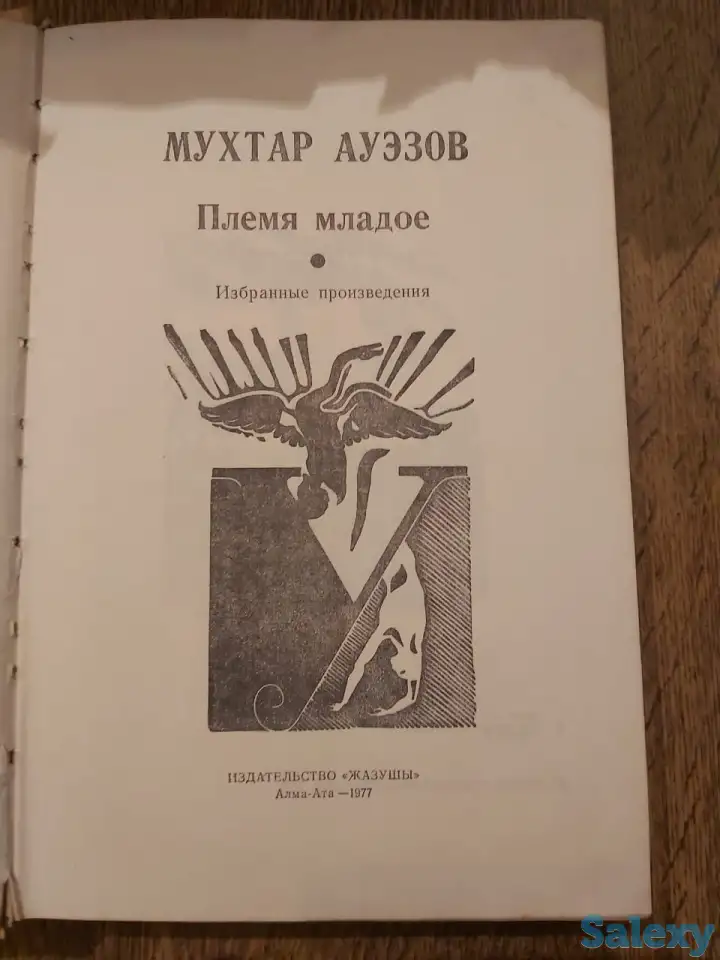 МУХТАР АУЭЗОВ
Племя младое
Избранные произведения
ИЗДАТЕЛЬСТВО «ЖАЗУШЫ»
Алма-Ата — 1977
Salexy